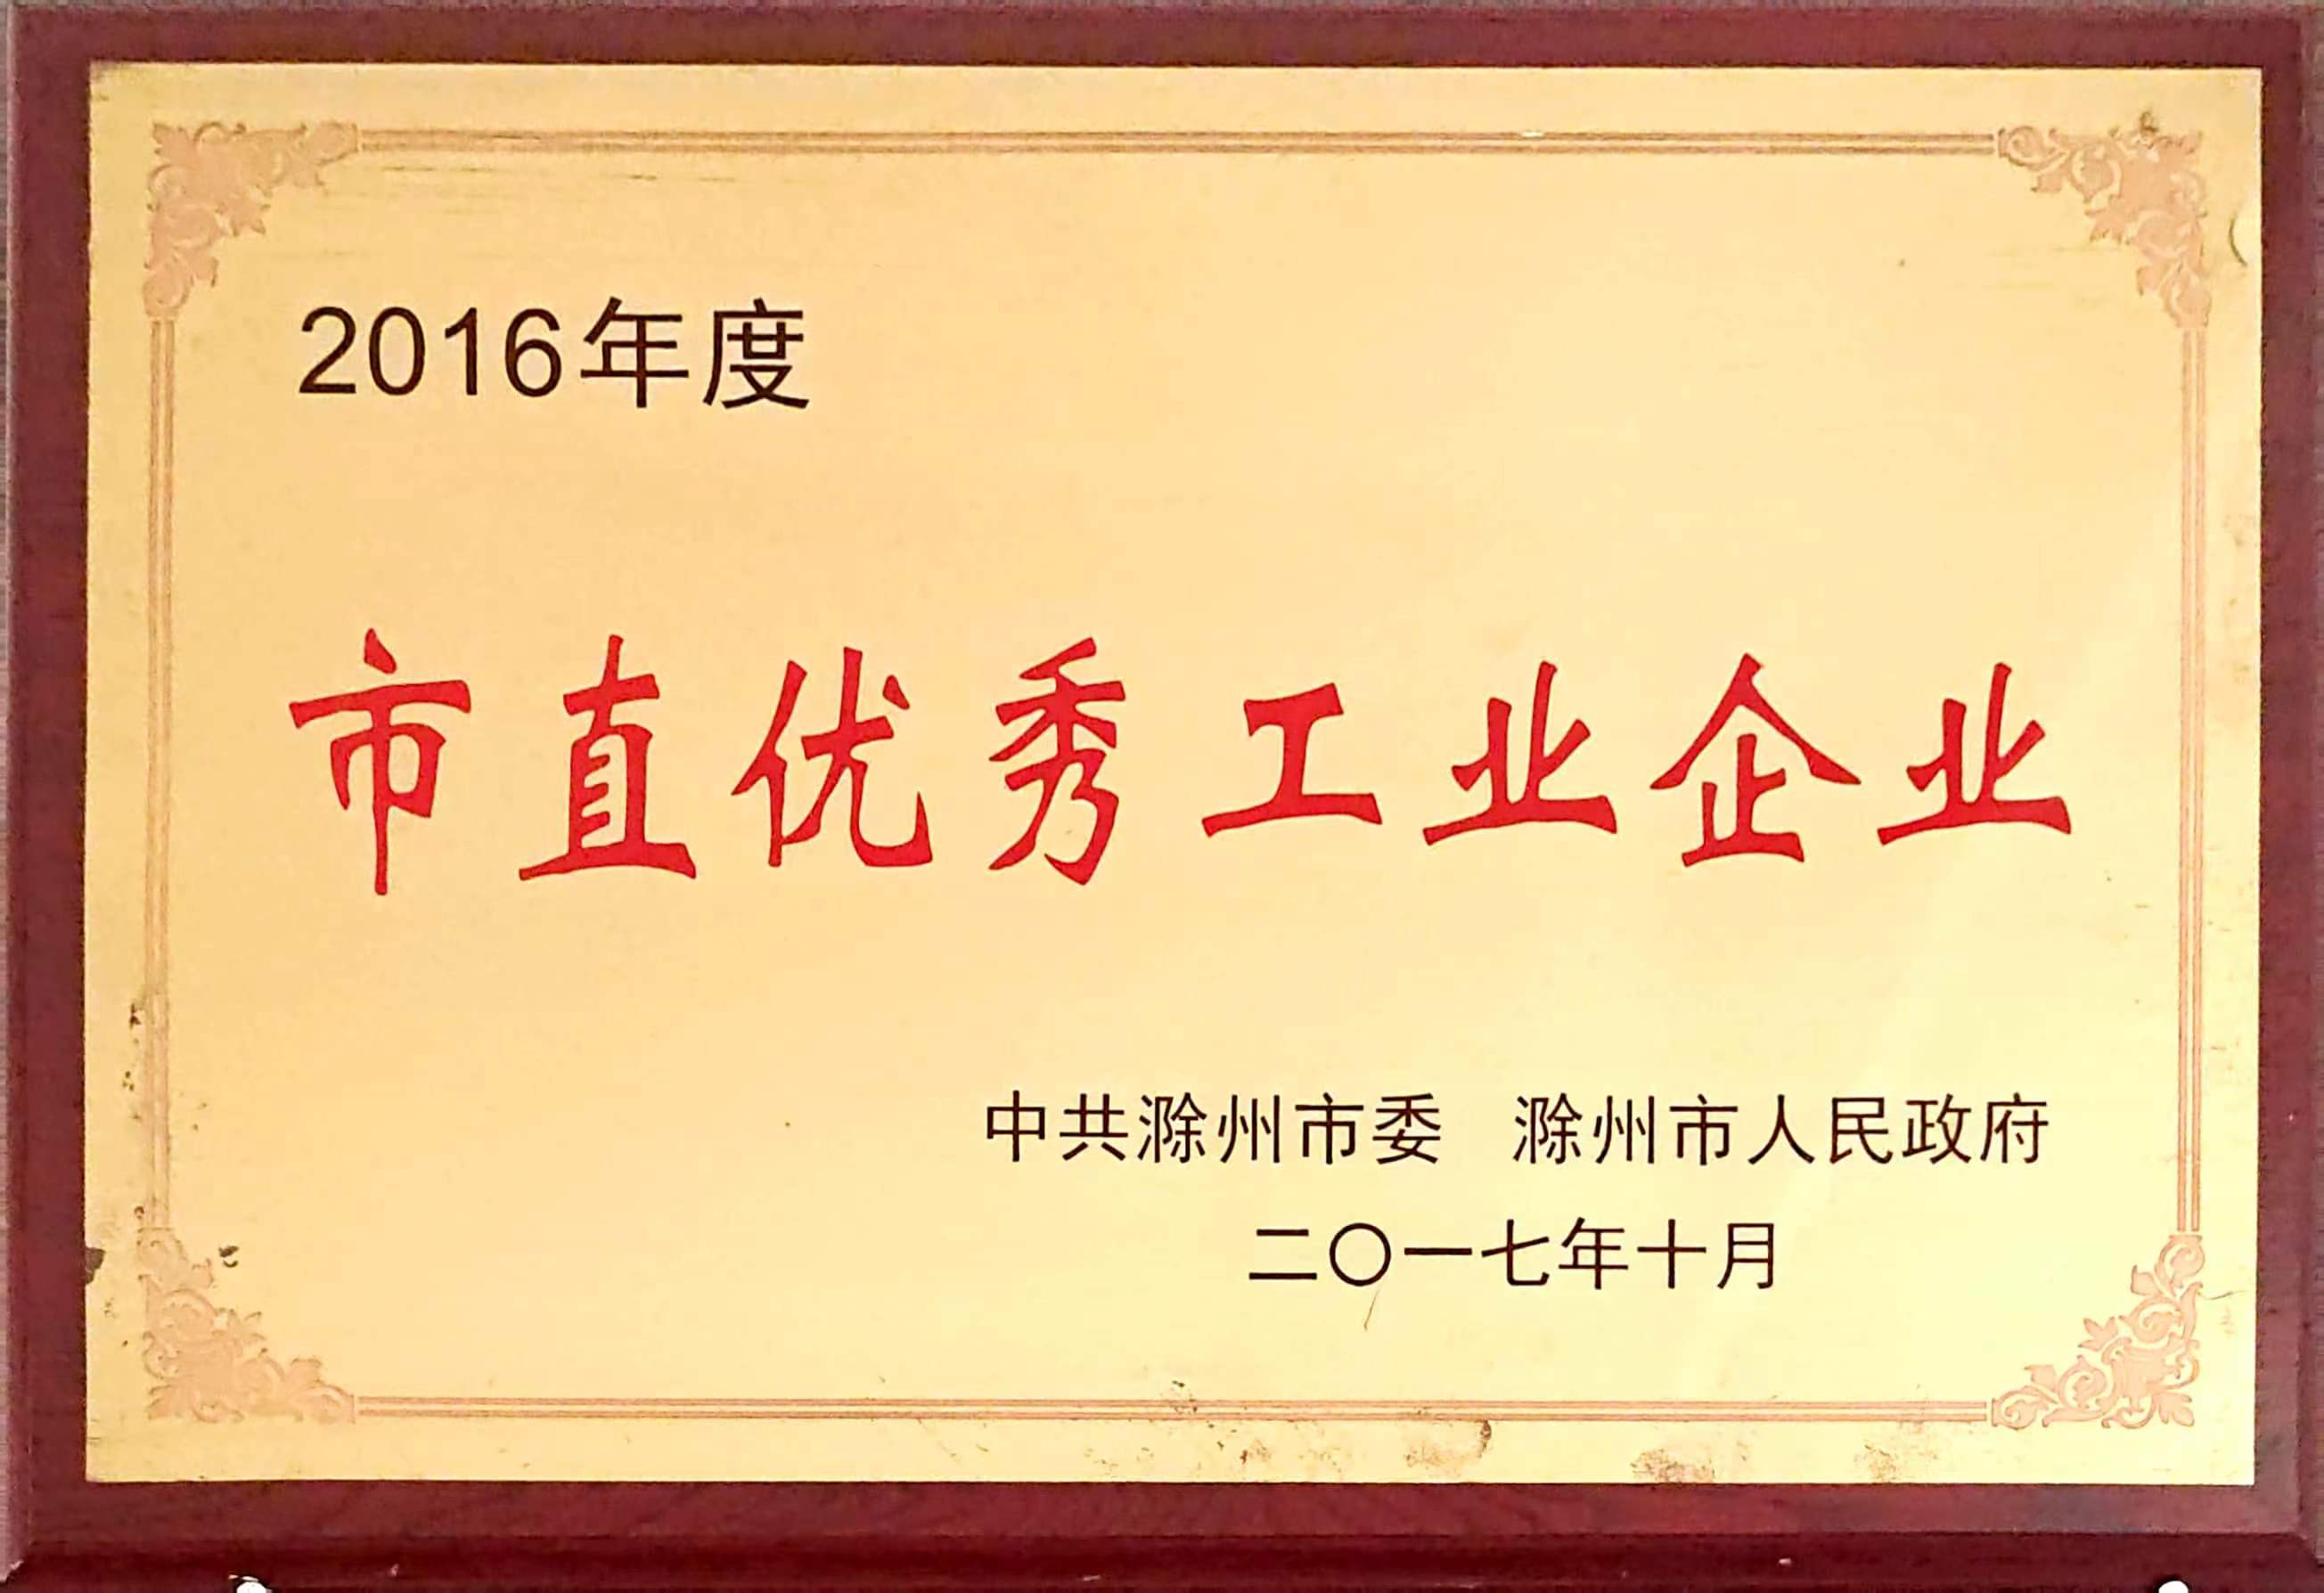 2016年度
市直优秀工业企业
中共滁州市委 滁州市人民政府
二〇一七年十月